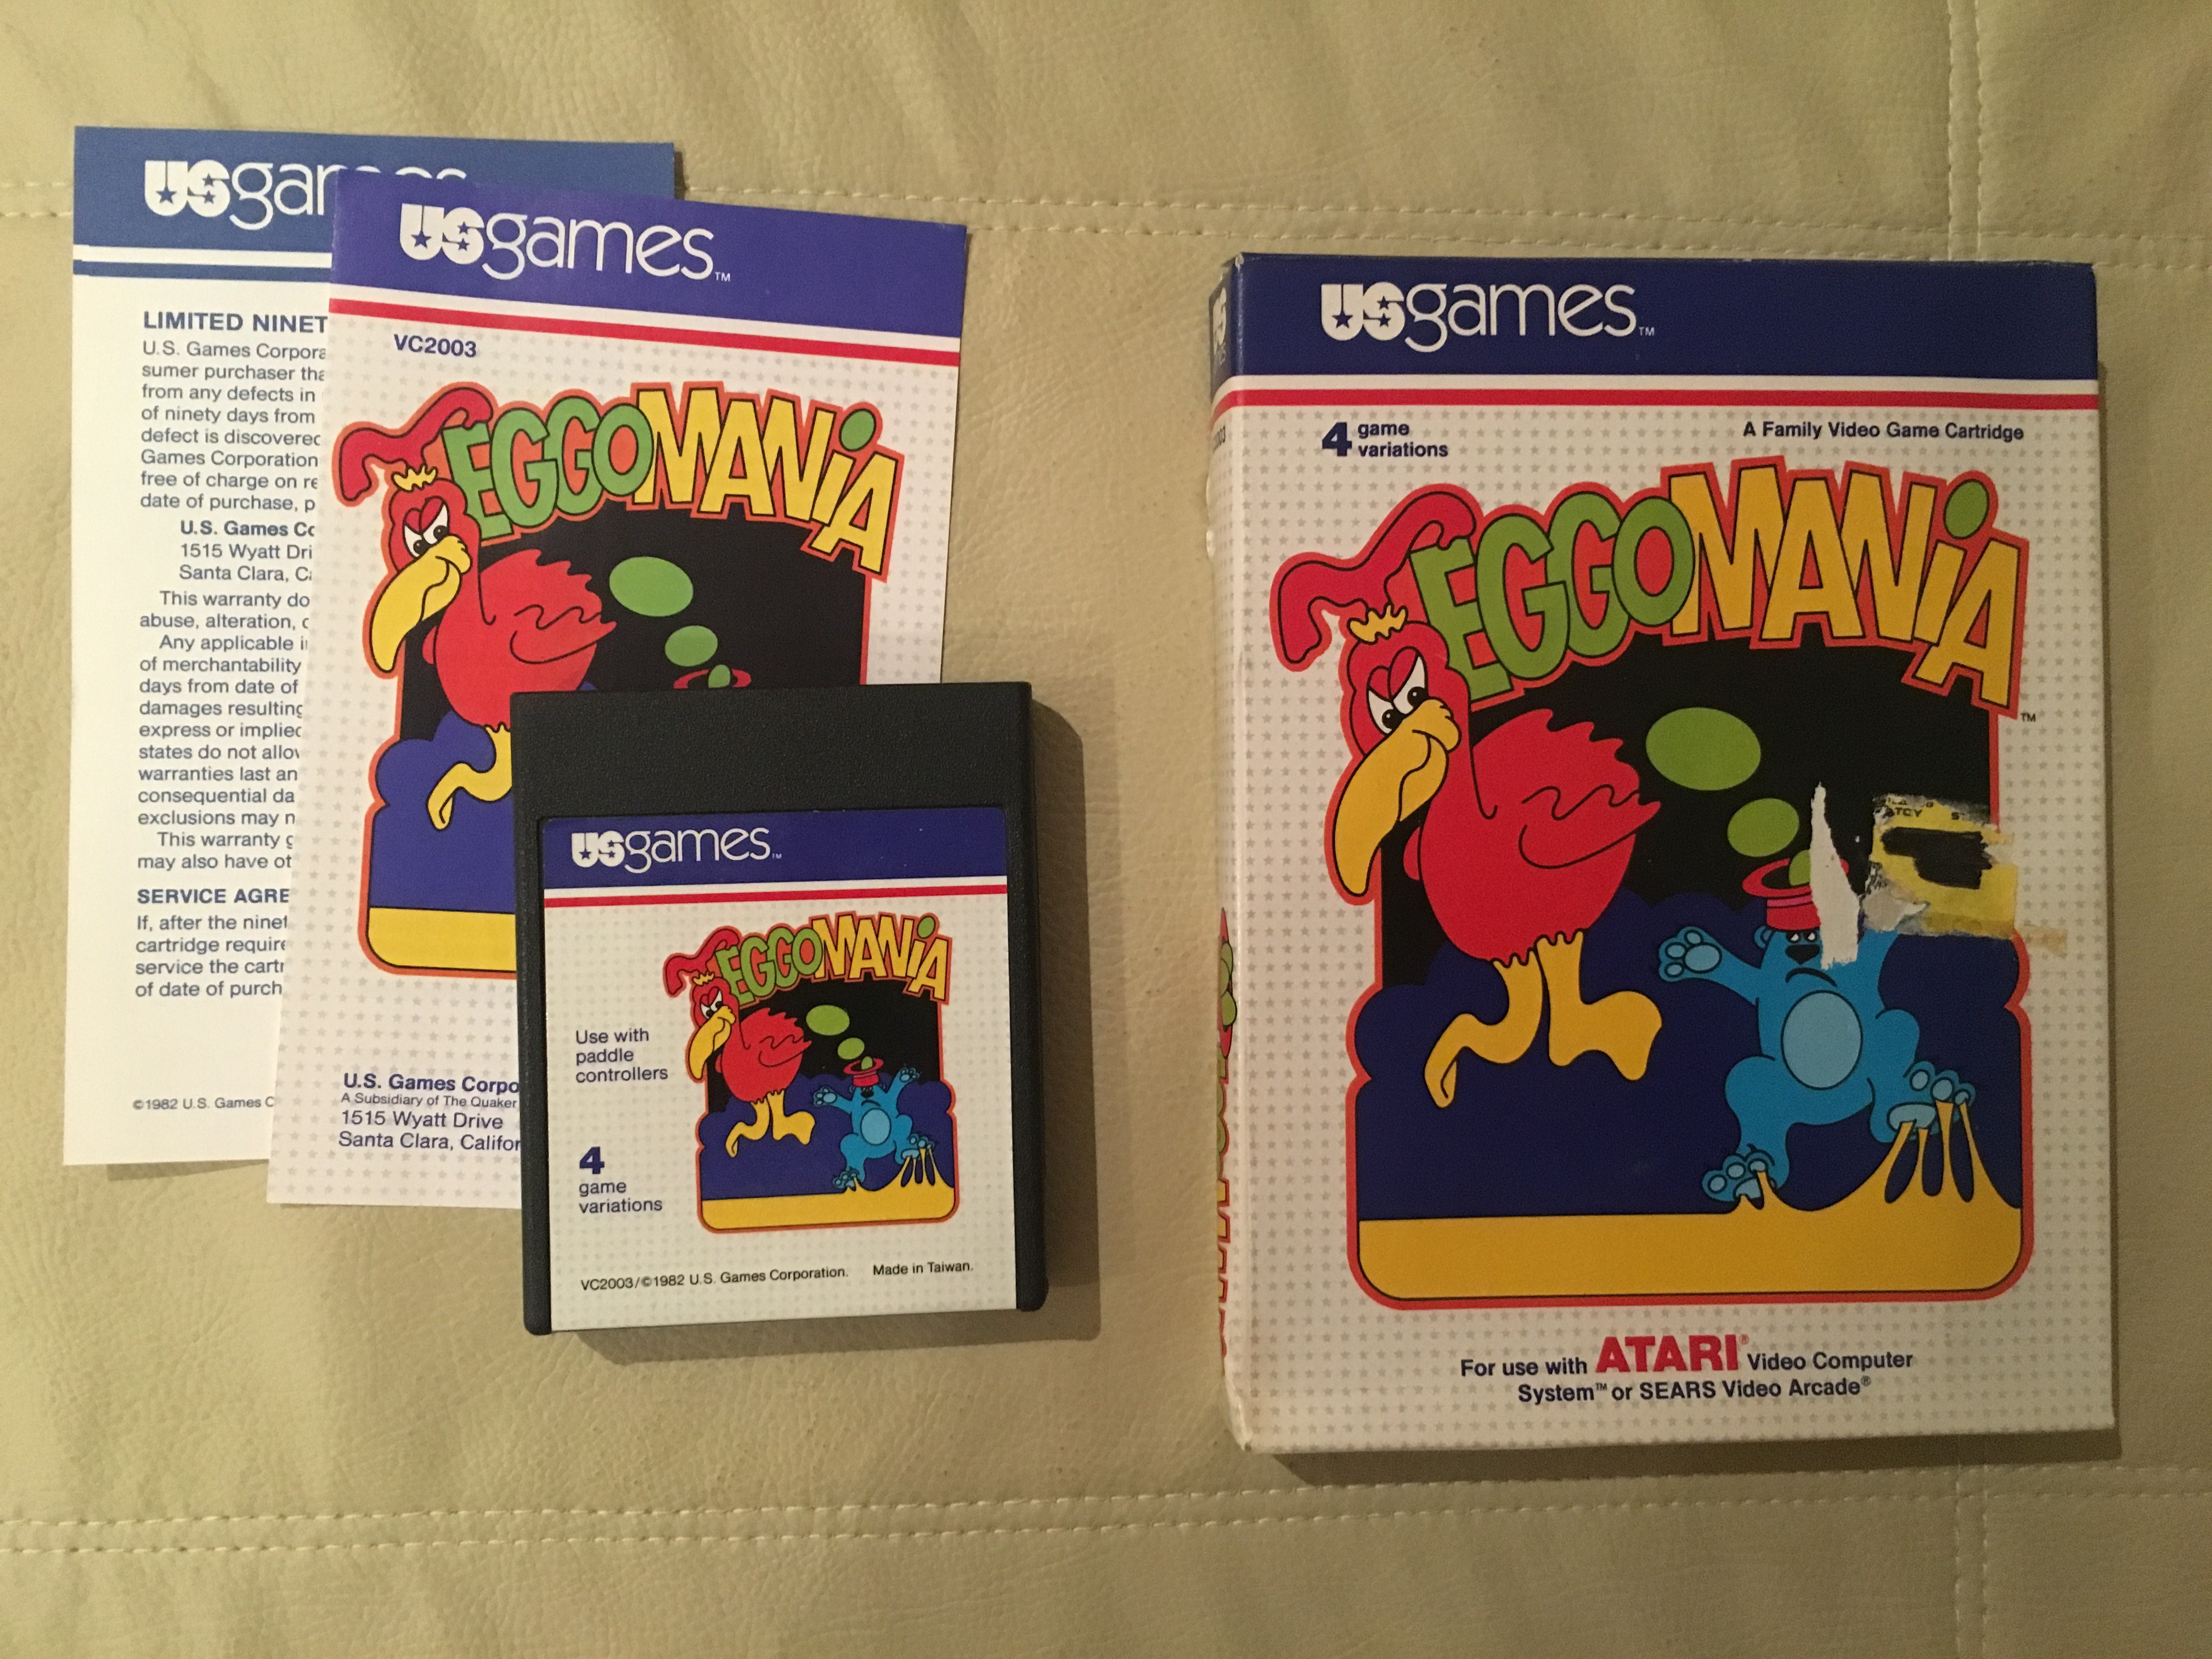 usgames
LIMITED NINET
U.S. Games Corpora
sumer purchaser tha
from any defects in
of ninety days from
defect is discovered
Games Corporation
free of charge on re
date of purchase, p
U.S. Games Co
1515 Wyatt Dri
Santa Clara, Ca
This warranty do
abuse, alteration, o
Any applicable i
of merchantability
days from date of
damages resulting
express or implied
states do not allow
warranties last an
consequential da
exclusions may n
This warranty g
may also have ot
SERVICE AGRE
If, after the ninet
cartridge require
service the cartr
of date of purch
©1982 U.S. Games C
usgames™
VC2003
EGGOMANiA
U.S. Games Corpo
A Subsidiary of The Quaker
1515 Wyatt Drive
Santa Clara, Califor
usgames™
EGGOMANiA
Use with
paddle
controllers
4
game
variations
VC2003/©1982 U.S. Games Corporation. Made in Taiwan.
usgames™
4 game
variations
A Family Video Game Cartridge
EGGOMANiA™
For use with ATARI® Video Computer
System™ or SEARS Video Arcade®